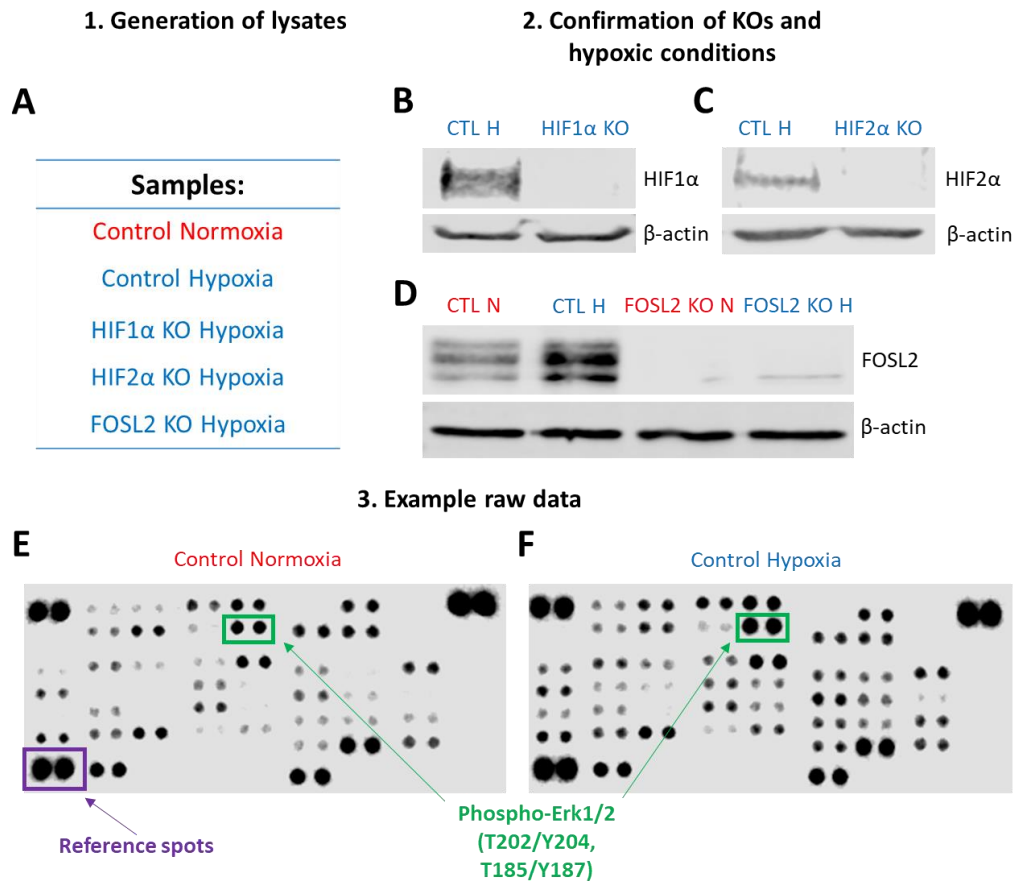 1. Generation of lysates
2. Confirmation of KOs and
hypoxic conditions
A
Samples:
Control Normoxia
Control Hypoxia
HIF1α KO Hypoxia
HIF2α KO Hypoxia
FOSL2 KO Hypoxia
B
CTL H HIF1α KO
HIF1α
β-actin
C
CTL H HIF2α KO
HIF2α
β-actin
D
CTL N CTL H FOSL2 KO N FOSL2 KO H
FOSL2
β-actin
3. Example raw data
E
Control Normoxia
F
Control Hypoxia
Reference spots
Phospho-Erk1/2
(T202/Y204,
T185/Y187)